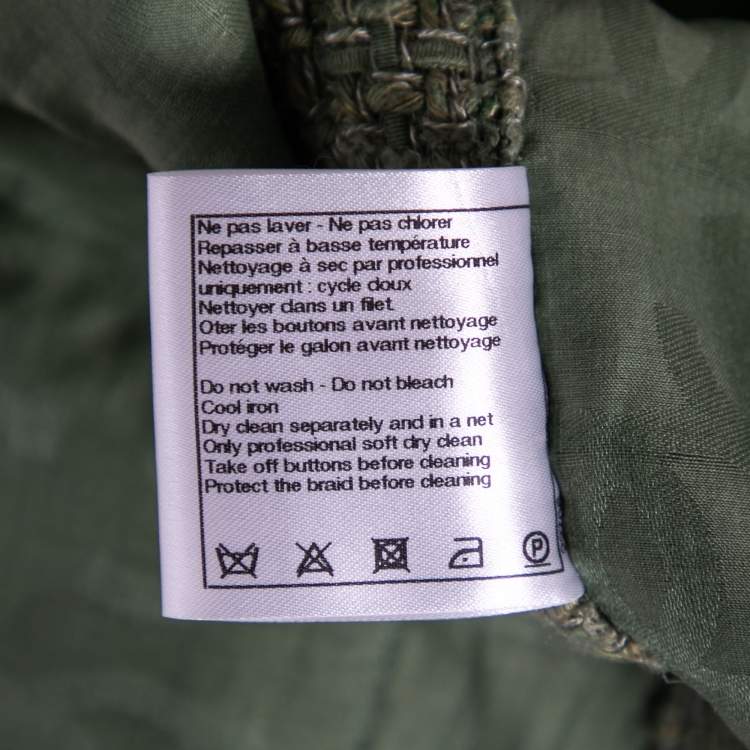 Ne pas laver - Ne pas chlorer
Repasser à basse température
Nettoyage à sec par professionnel
uniquement : cycle doux
Nettoyer dans un filet
Oter les boutons avant nettoyage
Protéger le galon avant nettoyage
Do not wash - Do not bleach
Cool iron
Dry clean separately and in a net
Only professional soft dry clean
Take off buttons before cleaning
Protect the braid before cleaning
P